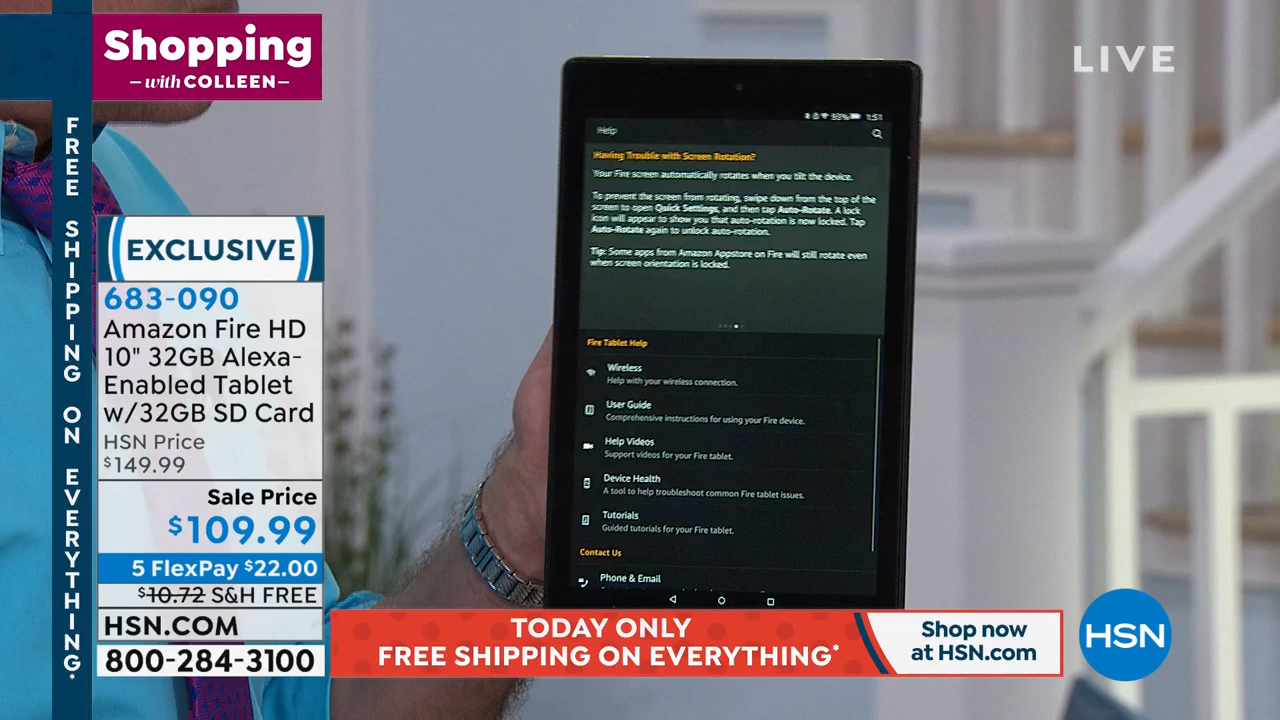 Shopping
with COLLEEN
LIVE
FREE SHIPPING ON EVERYTHING*
EXCLUSIVE
683-090
Amazon Fire HD
10" 32GB Alexa-
Enabled Tablet
w/32GB SD Card
HSN Price
$149.99
Sale Price
$109.99
5 FlexPay $22.00
$10.72 S&H FREE
HSN.COM
800-284-3100
1:51
Help
Having Trouble with Screen Rotation?
Your Fire screen automatically rotates when you tilt the device.
To prevent the screen from rotating, swipe down from the top of the
screen to open Quick Settings, and then tap Auto-Rotate. A lock
icon will appear to show you that auto-rotation is now locked. Tap
Auto-Rotate again to unlock auto-rotation.
Tip: Some apps from Amazon Appstore on Fire will still rotate even
when screen orientation is locked.
Fire Tablet Help
Wireless
Help with your wireless connection.
User Guide
Comprehensive instructions for using your Fire device.
Help Videos
Support videos for your Fire tablet.
Device Health
A tool to help troubleshoot common Fire tablet issues.
Tutorials
Guided tutorials for your Fire tablet.
Contact Us
Phone & Email
TODAY ONLY
FREE SHIPPING ON EVERYTHING*
Shop now
at HSN.com
HSN